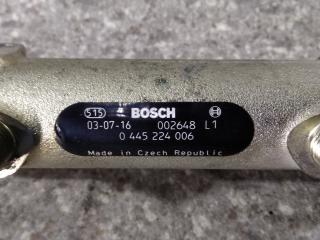 515 BOSCH
03-07-16 002648 L1
0 445 224 006
Made in Czech Republic